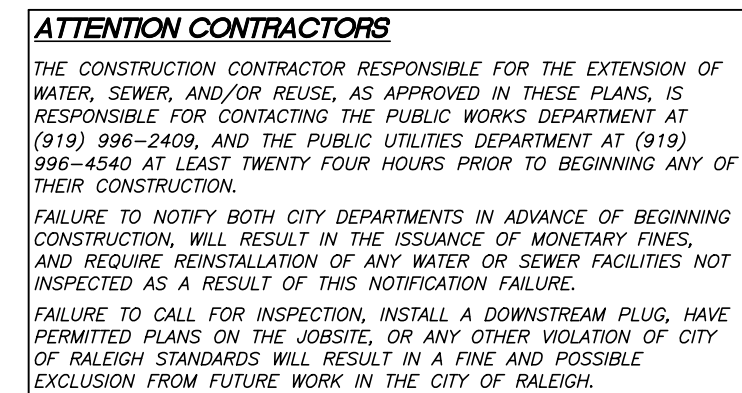 ATTENTION CONTRACTORS
THE CONSTRUCTION CONTRACTOR RESPONSIBLE FOR THE EXTENSION OF
WATER, SEWER, AND/OR REUSE, AS APPROVED IN THESE PLANS, IS
RESPONSIBLE FOR CONTACTING THE PUBLIC WORKS DEPARTMENT AT
(919) 996-2409, AND THE PUBLIC UTILITIES DEPARTMENT AT (919)
996-4540 AT LEAST TWENTY FOUR HOURS PRIOR TO BEGINNING ANY OF
THEIR CONSTRUCTION.
FAILURE TO NOTIFY BOTH CITY DEPARTMENTS IN ADVANCE OF BEGINNING
CONSTRUCTION, WILL RESULT IN THE ISSUANCE OF MONETARY FINES,
AND REQUIRE REINSTALLATION OF ANY WATER OR SEWER FACILITIES NOT
INSPECTED AS A RESULT OF THIS NOTIFICATION FAILURE.
FAILURE TO CALL FOR INSPECTION, INSTALL A DOWNSTREAM PLUG, HAVE
PERMITTED PLANS ON THE JOBSITE, OR ANY OTHER VIOLATION OF CITY
OF RALEIGH STANDARDS WILL RESULT IN A FINE AND POSSIBLE
EXCLUSION FROM FUTURE WORK IN THE CITY OF RALEIGH.